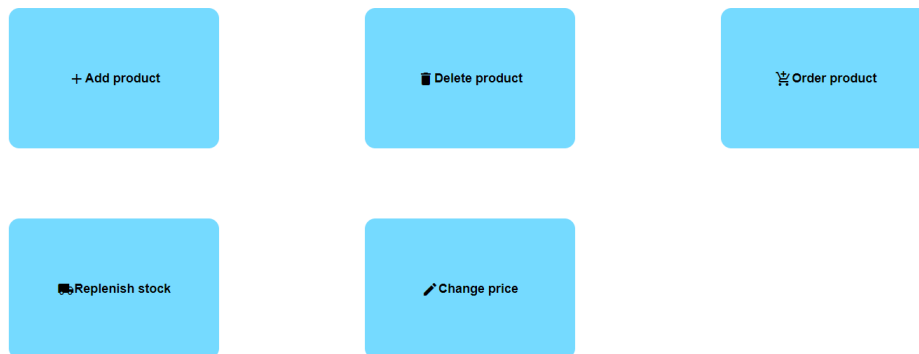 Add product
Delete product
Order product
Replenish stock
Change price